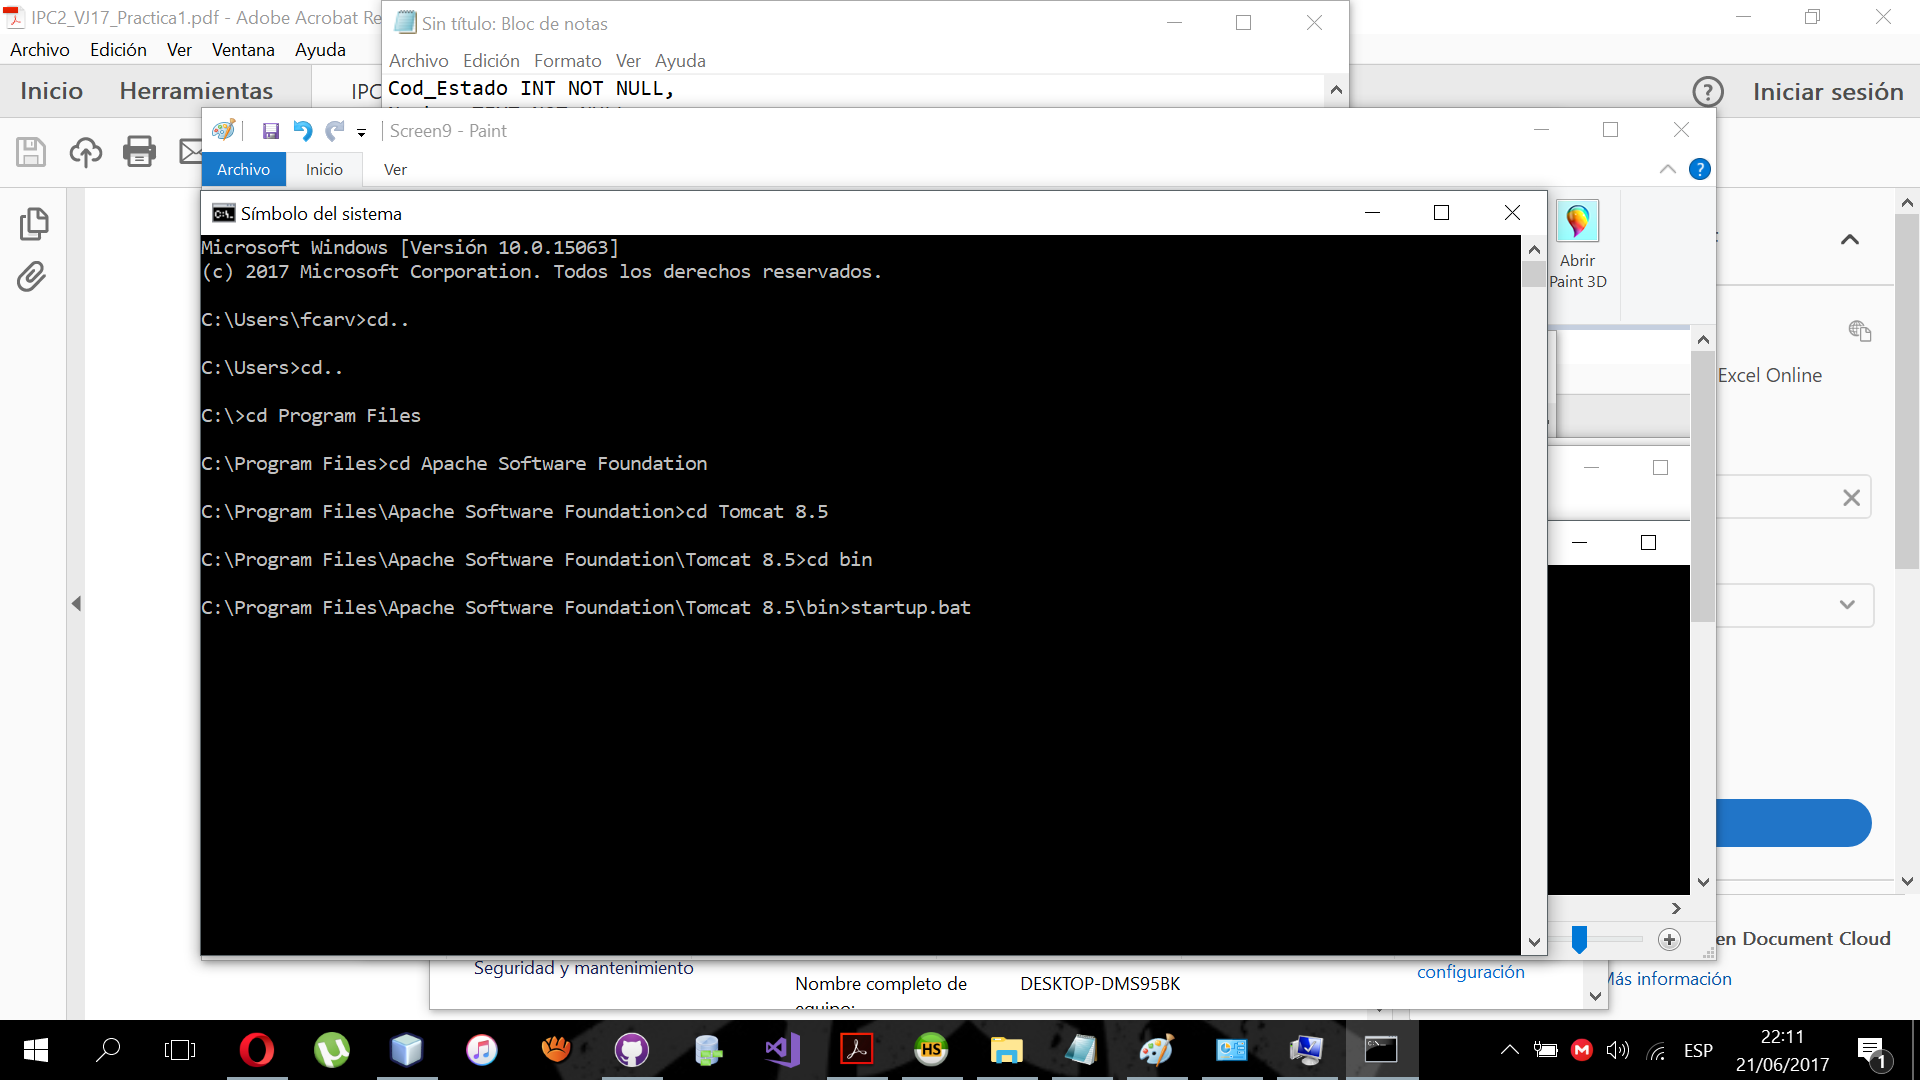 IPC2_VJ17_Practica1.pdf - Adobe Acrobat Re
Archivo Edición Ver Ventana Ayuda
Inicio Herramientas IPC
Iniciar sesión
Sin título: Bloc de notas
Archivo Edición Formato Ver Ayuda
Cod_Estado INT NOT NULL,
Screen9 - Paint
Archivo Inicio Ver
Abrir
Paint 3D
Símbolo del sistema
Microsoft Windows [Versión 10.0.15063]
(c) 2017 Microsoft Corporation. Todos los derechos reservados.
C:\Users\fcarv>cd..
C:\Users>cd..
C:\>cd Program Files
C:\Program Files>cd Apache Software Foundation
C:\Program Files\Apache Software Foundation>cd Tomcat 8.5
C:\Program Files\Apache Software Foundation\Tomcat 8.5>cd bin
C:\Program Files\Apache Software Foundation\Tomcat 8.5\bin>startup.bat
Excel Online
en Document Cloud
Más información
Seguridad y mantenimiento
Nombre completo de
equipo:
DESKTOP-DMS95BK
configuración
HS
ESP
22:11
21/06/2017
1